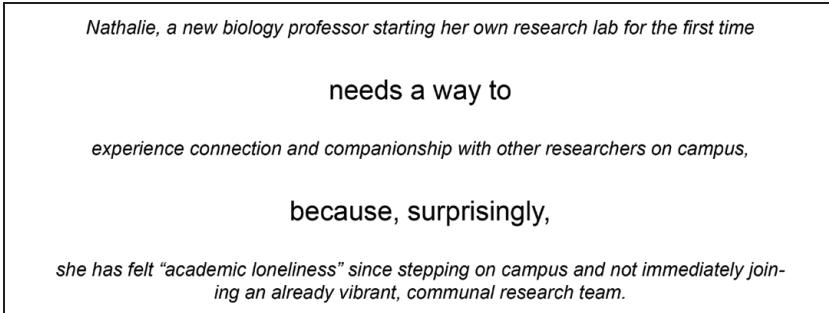 Nathalie, a new biology professor starting her own research lab for the first time
needs a way to
experience connection and companionship with other researchers on campus,
because, surprisingly,
she has felt “academic loneliness” since stepping on campus and not immediately join-
ing an already vibrant, communal research team.